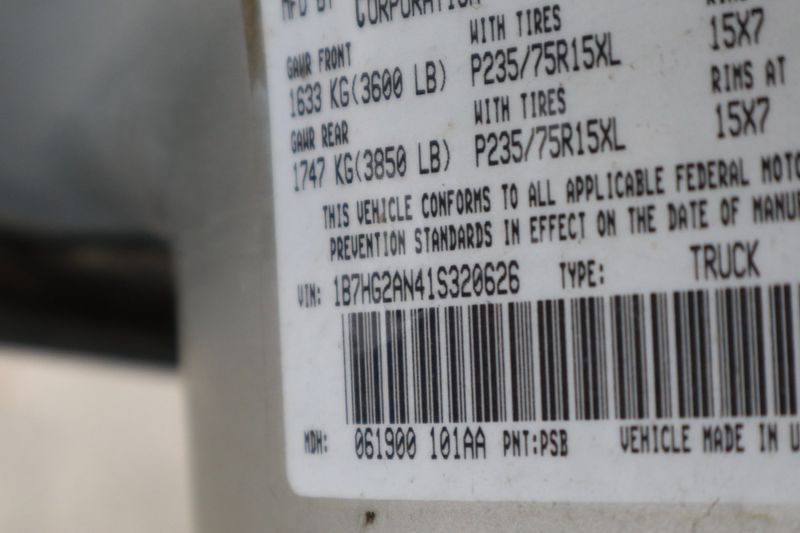 MFD BY CORPORATION
GAWR FRONT WITH TIRES
1633 KG(3600 LB) P235/75R15XL 15X7
GAWR REAR WITH TIRES RIMS AT
1747 KG(3850 LB) P235/75R15XL 15X7
THIS VEHICLE CONFORMS TO ALL APPLICABLE FEDERAL MOTO
PREVENTION STANDARDS IN EFFECT ON THE DATE OF MANU
VIN: 1B7HG2AN41S320626 TYPE: TRUCK
MDH: 061900 101AA PNT:PSB VEHICLE MADE IN U